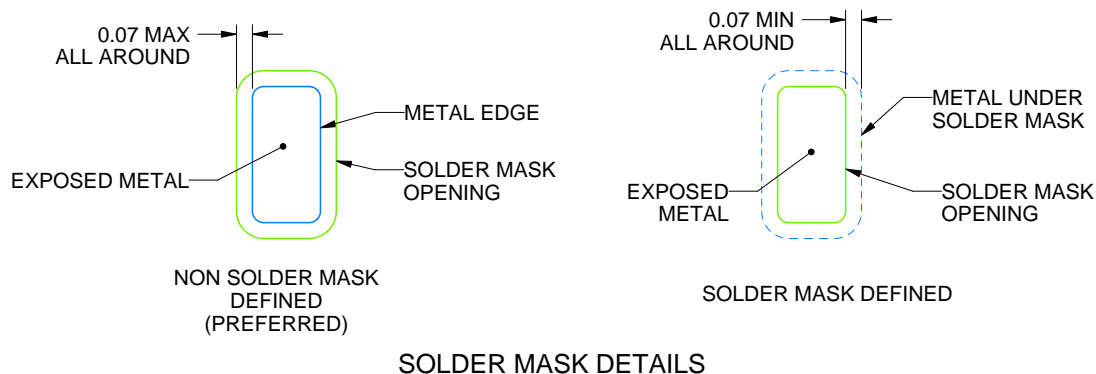 0.07 MAX
ALL AROUND
METAL EDGE
EXPOSED METAL
SOLDER MASK
OPENING
NON SOLDER MASK
DEFINED
(PREFERRED)
0.07 MIN
ALL AROUND
METAL UNDER
SOLDER MASK
EXPOSED
METAL
SOLDER MASK
OPENING
SOLDER MASK DEFINED
SOLDER MASK DETAILS